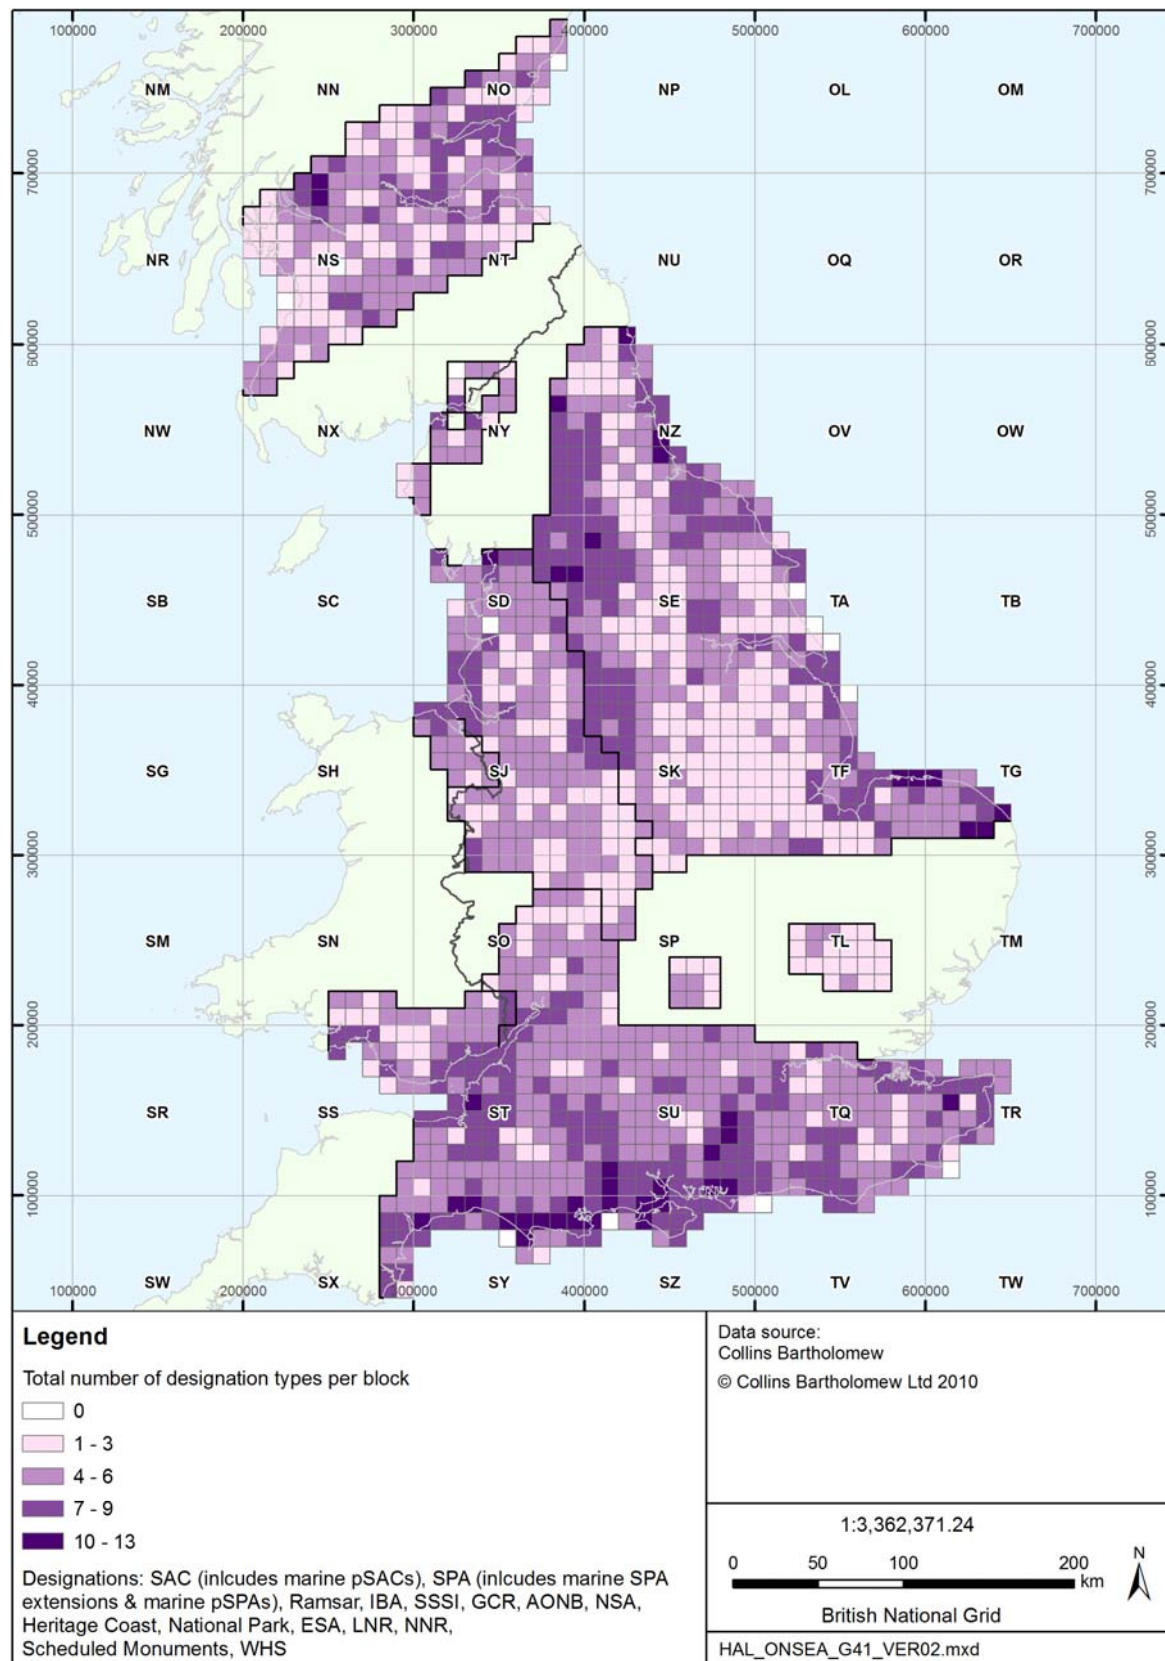 100000 200000 300000 400000 500000 600000 700000
NM NN NO NP OL OM
700000 700000
NR NS NT NU OQ OR
600000 600000
NW NX NY NZ OV OW
500000 500000
SB SC SD SE TA TB
400000 400000
SG SH SJ SK TF TG
300000 300000
SM SN SO SP TL TM
200000 200000
SR SS ST SU TQ TR
100000 100000
SW SX SY SZ TV TW
100000 200000 300000 400000 500000 600000 700000
Legend
Total number of designation types per block
0
1 - 3
4 - 6
7 - 9
10 - 13
Designations: SAC (inlcudes marine pSACs), SPA (inlcudes marine SPA
extensions & marine pSPAs), Ramsar, IBA, SSSI, GCR, AONB, NSA,
Heritage Coast, National Park, ESA, LNR, NNR,
Scheduled Monuments, WHS
Data source:
Collins Bartholomew
© Collins Bartholomew Ltd 2010
1:3,362,371.24
0 50 100 200
km
N
British National Grid
HAL_ONSEA_G41_VER02.mxd